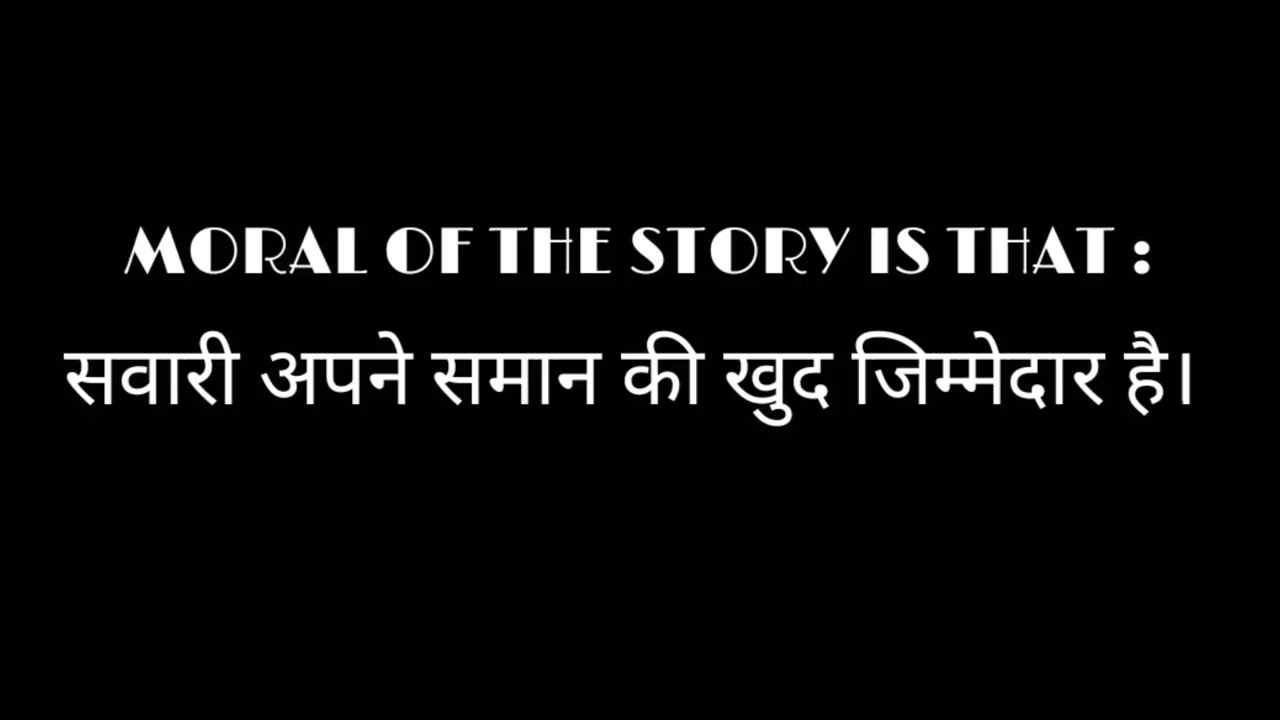 MORAL OF THE STORY IS THAT :
सवारी अपने समान की खुद जिम्मेदार है।